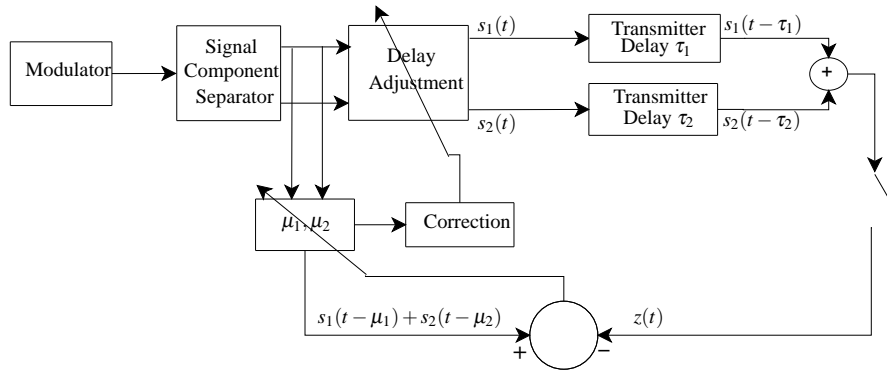 Modulator
Signal
Component
Separator
Delay
Adjustment
s₁(t)
s₂(t)
Transmitter
Delay τ₁
Transmitter
Delay τ₂
s₁(t − τ₁)
s₂(t − τ₂)
+
μ₁, μ₂
Correction
s₁(t − μ₁) + s₂(t − μ₂)
z(t)
+
−